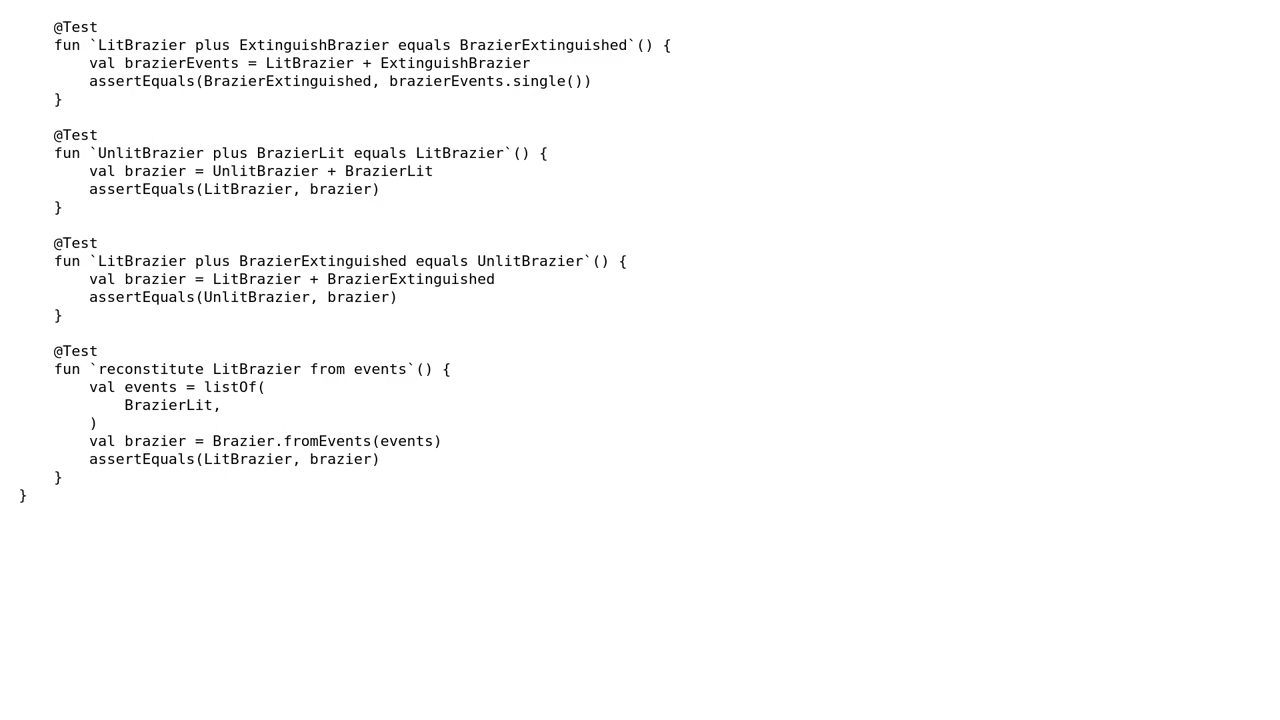 @Test
    fun `LitBrazier plus ExtinguishBrazier equals BrazierExtinguished`() {
        val brazierEvents = LitBrazier + ExtinguishBrazier
        assertEquals(BrazierExtinguished, brazierEvents.single())
    }

    @Test
    fun `UnlitBrazier plus BrazierLit equals LitBrazier`() {
        val brazier = UnlitBrazier + BrazierLit
        assertEquals(LitBrazier, brazier)
    }

    @Test
    fun `LitBrazier plus BrazierExtinguished equals UnlitBrazier`() {
        val brazier = LitBrazier + BrazierExtinguished
        assertEquals(UnlitBrazier, brazier)
    }

    @Test
    fun `reconstitute LitBrazier from events`() {
        val events = listOf(
            BrazierLit,
        )
        val brazier = Brazier.fromEvents(events)
        assertEquals(LitBrazier, brazier)
    }
}